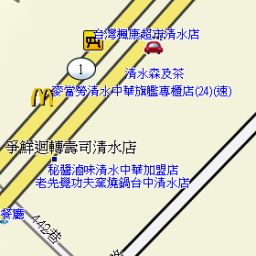 台灣楓康超市清水店
1
清水森及茶
麥當勞清水中華旗艦專櫃店(24)(速)
爭鮮迴轉壽司清水店
秘醬滷味清水中華加盟店
老先覺功夫窯燒鍋台中清水店
餐廳
442巷